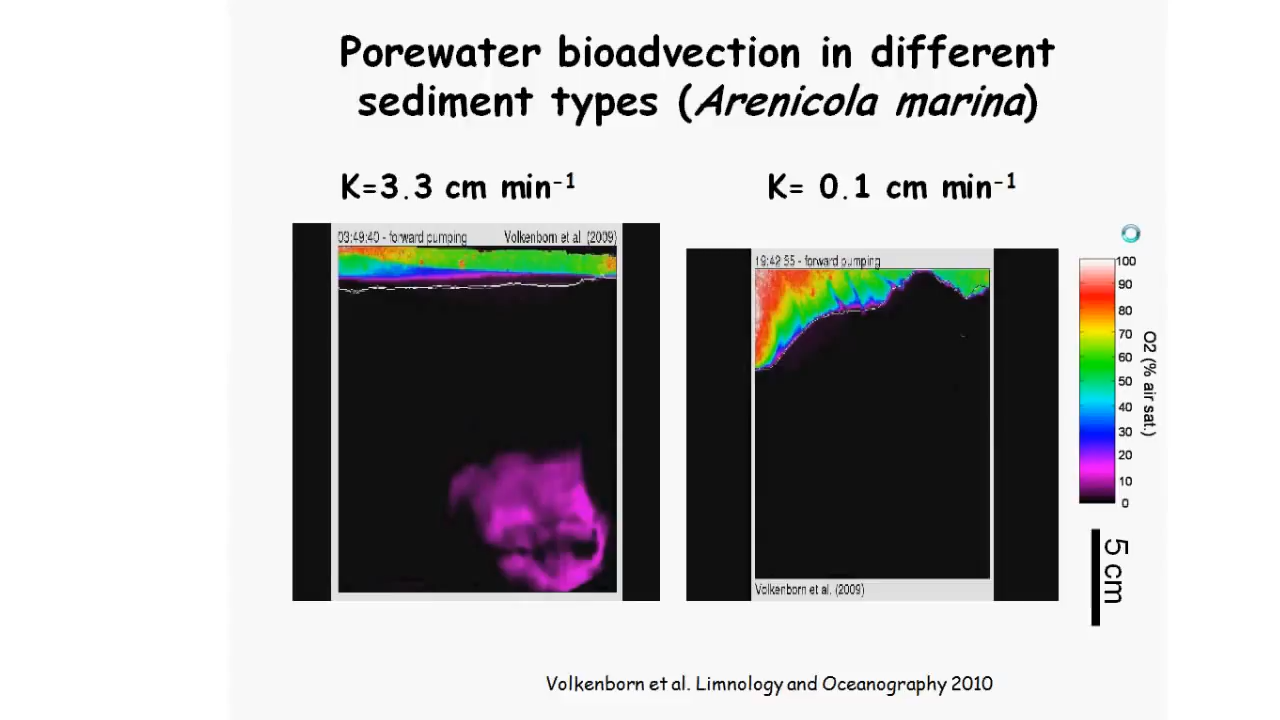 Porewater bioadvection in different
sediment types (Arenicola marina)
K=3.3 cm min⁻¹
K= 0.1 cm min⁻¹
03:49:40 - forward pumping
Volkenborn et al. (2009)
19:42:55 - forward pumping
Volkenborn et al. (2009)
100
90
80
70
60
50
40
30
20
10
0
O2 (% air sat.)
5 cm
Volkenborn et al. Limnology and Oceanography 2010